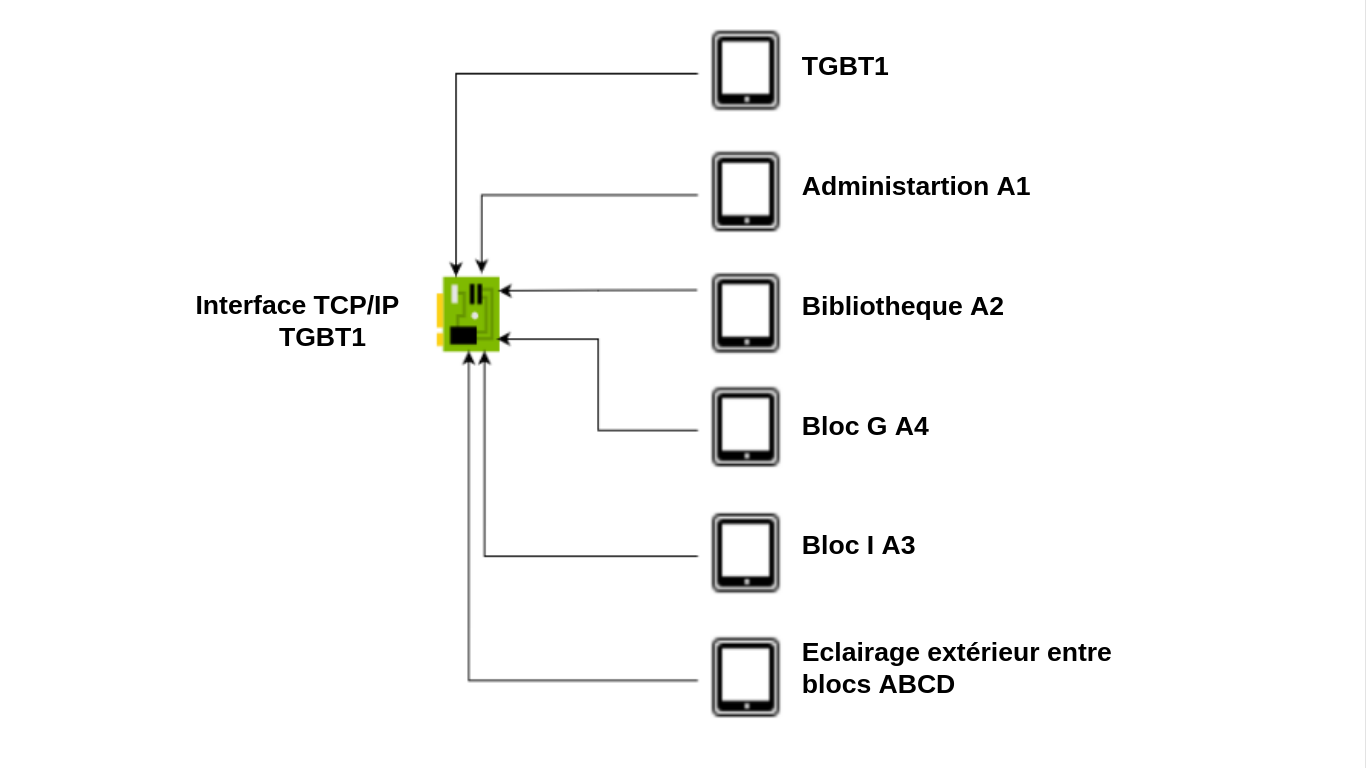 TGBT1
Administartion A1
Interface TCP/IP
TGBT1
Bibliotheque A2
Bloc G A4
Bloc I A3
Eclairage extérieur entre
blocs ABCD